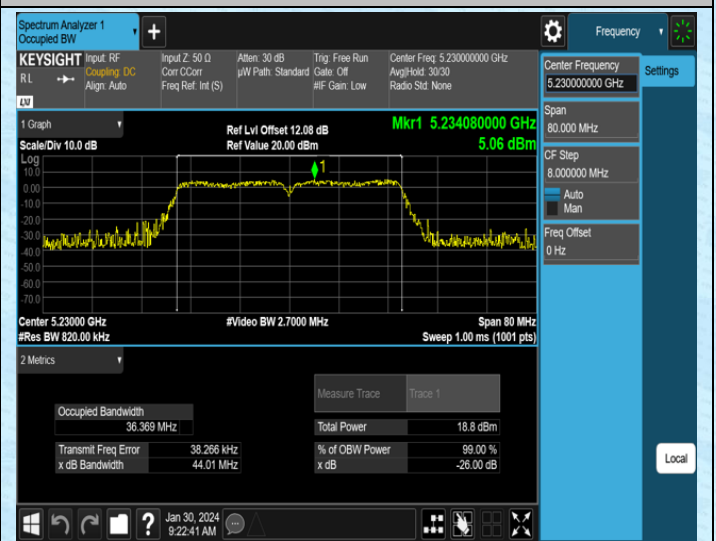 Spectrum Analyzer 1
Occupied BW
+
Frequency
KEYSIGHT
RL
LXI
Input: RF
Coupling: DC
Align: Auto
Input Z: 50 Ω
Corr CCorr
Freq Ref: Int (S)
Atten: 30 dB
µW Path: Standard
Trig: Free Run
Gate: Off
#IF Gain: Low
Center Freq: 5.230000000 GHz
Avg|Hold: 30/30
Radio Std: None
Center Frequency
5.230000000 GHz
Settings
Span
80.000 MHz
CF Step
8.000000 MHz
Auto
Man
Freq Offset
0 Hz
Local
1 Graph
Scale/Div 10.0 dB
Ref Lvl Offset 12.08 dB
Ref Value 20.00 dBm
Mkr1 5.234080000 GHz
5.06 dBm
Log
10.0
0.00
-10.0
-20.0
-30.0
-40.0
-50.0
-60.0
-70.0
1
Center 5.23000 GHz
#Res BW 820.00 kHz
#Video BW 2.7000 MHz
Span 80 MHz
Sweep 1.00 ms (1001 pts)
2 Metrics
Measure Trace Trace 1
Occupied Bandwidth
36.369 MHz
Total Power 18.8 dBm
Transmit Freq Error 38.266 kHz
% of OBW Power 99.00 %
x dB Bandwidth 44.01 MHz
x dB -26.00 dB
?
Jan 30, 2024
9:22:41 AM